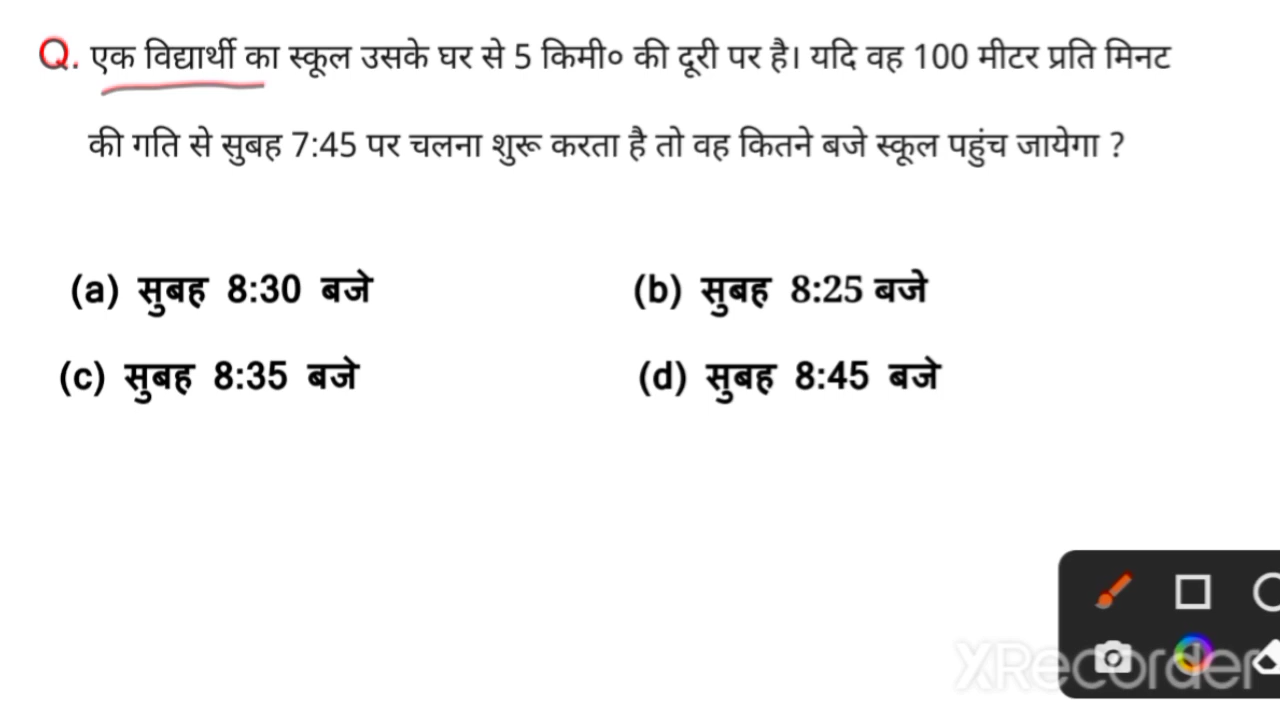 Q. एक विद्यार्थी का स्कूल उसके घर से 5 किमी० की दूरी पर है। यदि वह 100 मीटर प्रति मिनट
की गति से सुबह 7:45 पर चलना शुरू करता है तो वह कितने बजे स्कूल पहुंच जायेगा ?
(a) सुबह 8:30 बजे (b) सुबह 8:25 बजे
(c) सुबह 8:35 बजे (d) सुबह 8:45 बजे
XRecorder